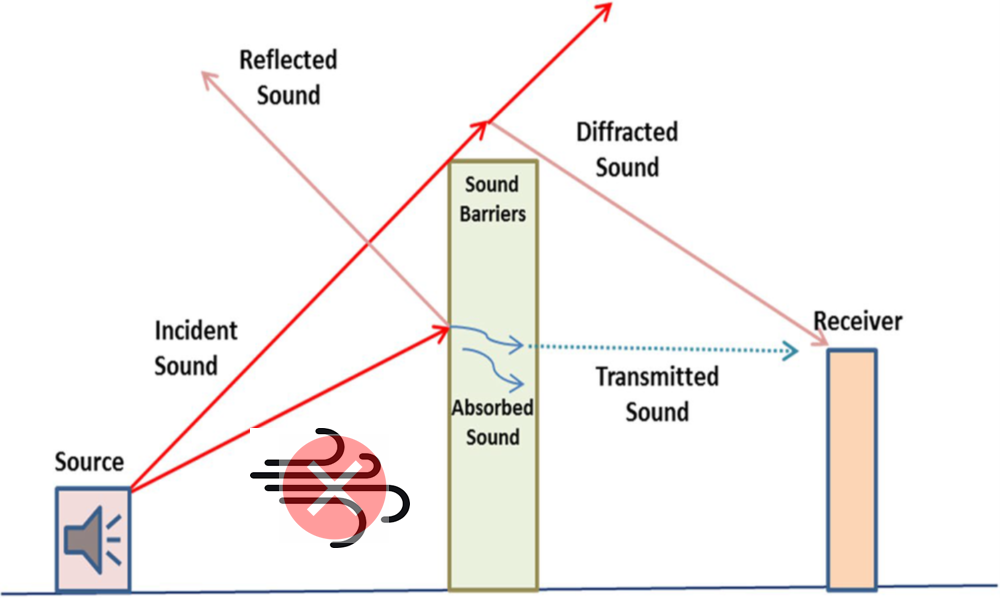 Reflected
Sound
Diffracted
Sound
Sound
Barriers
Incident
Sound
Receiver
Transmitted
Sound
Absorbed
Sound
Source